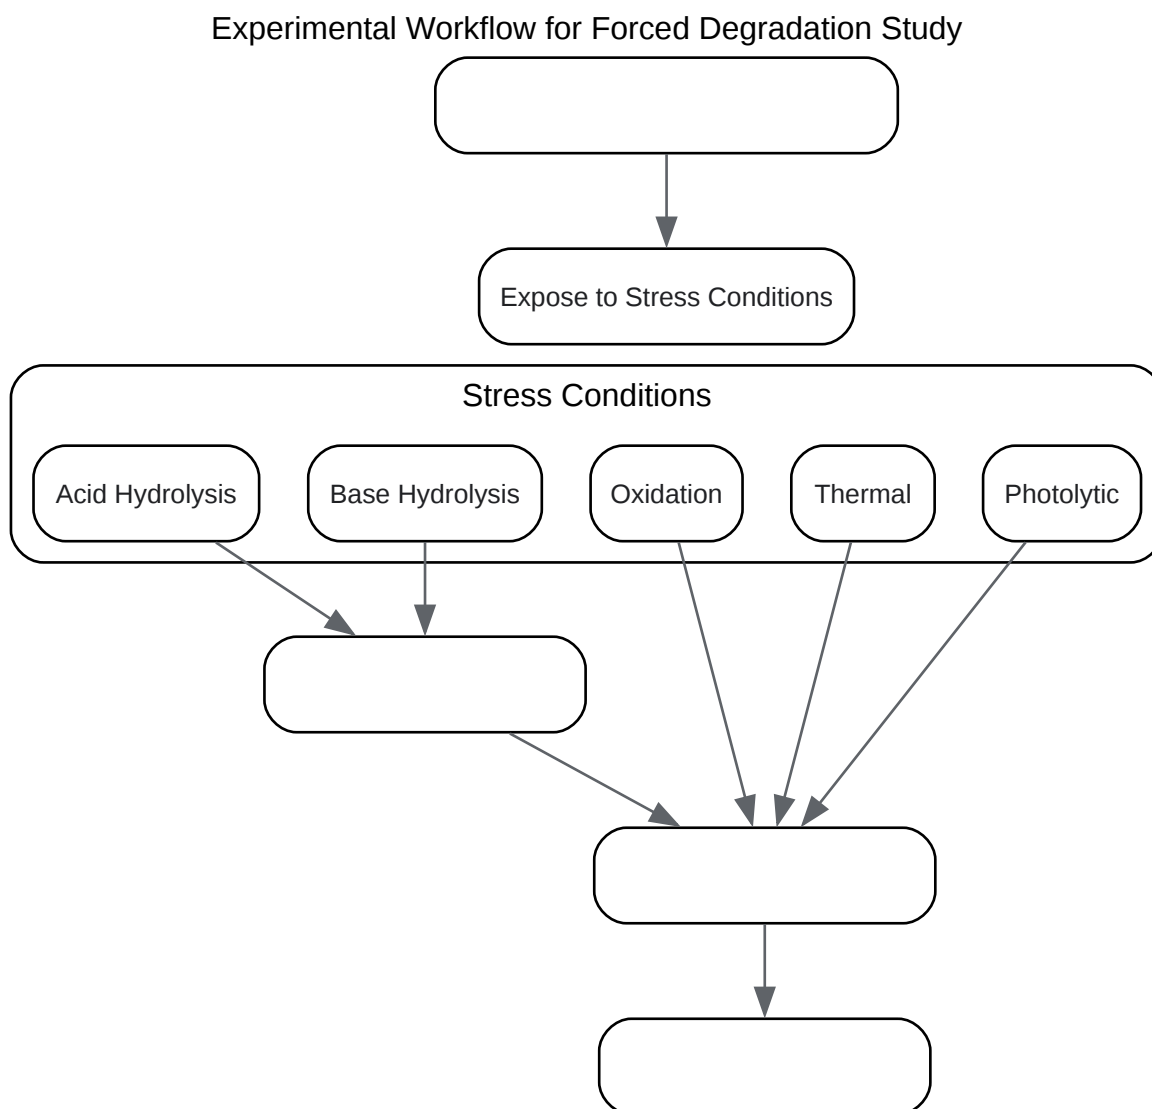 Experimental Workflow for Forced Degradation Study
Expose to Stress Conditions
Stress Conditions
Acid Hydrolysis
Base Hydrolysis
Oxidation
Thermal
Photolytic